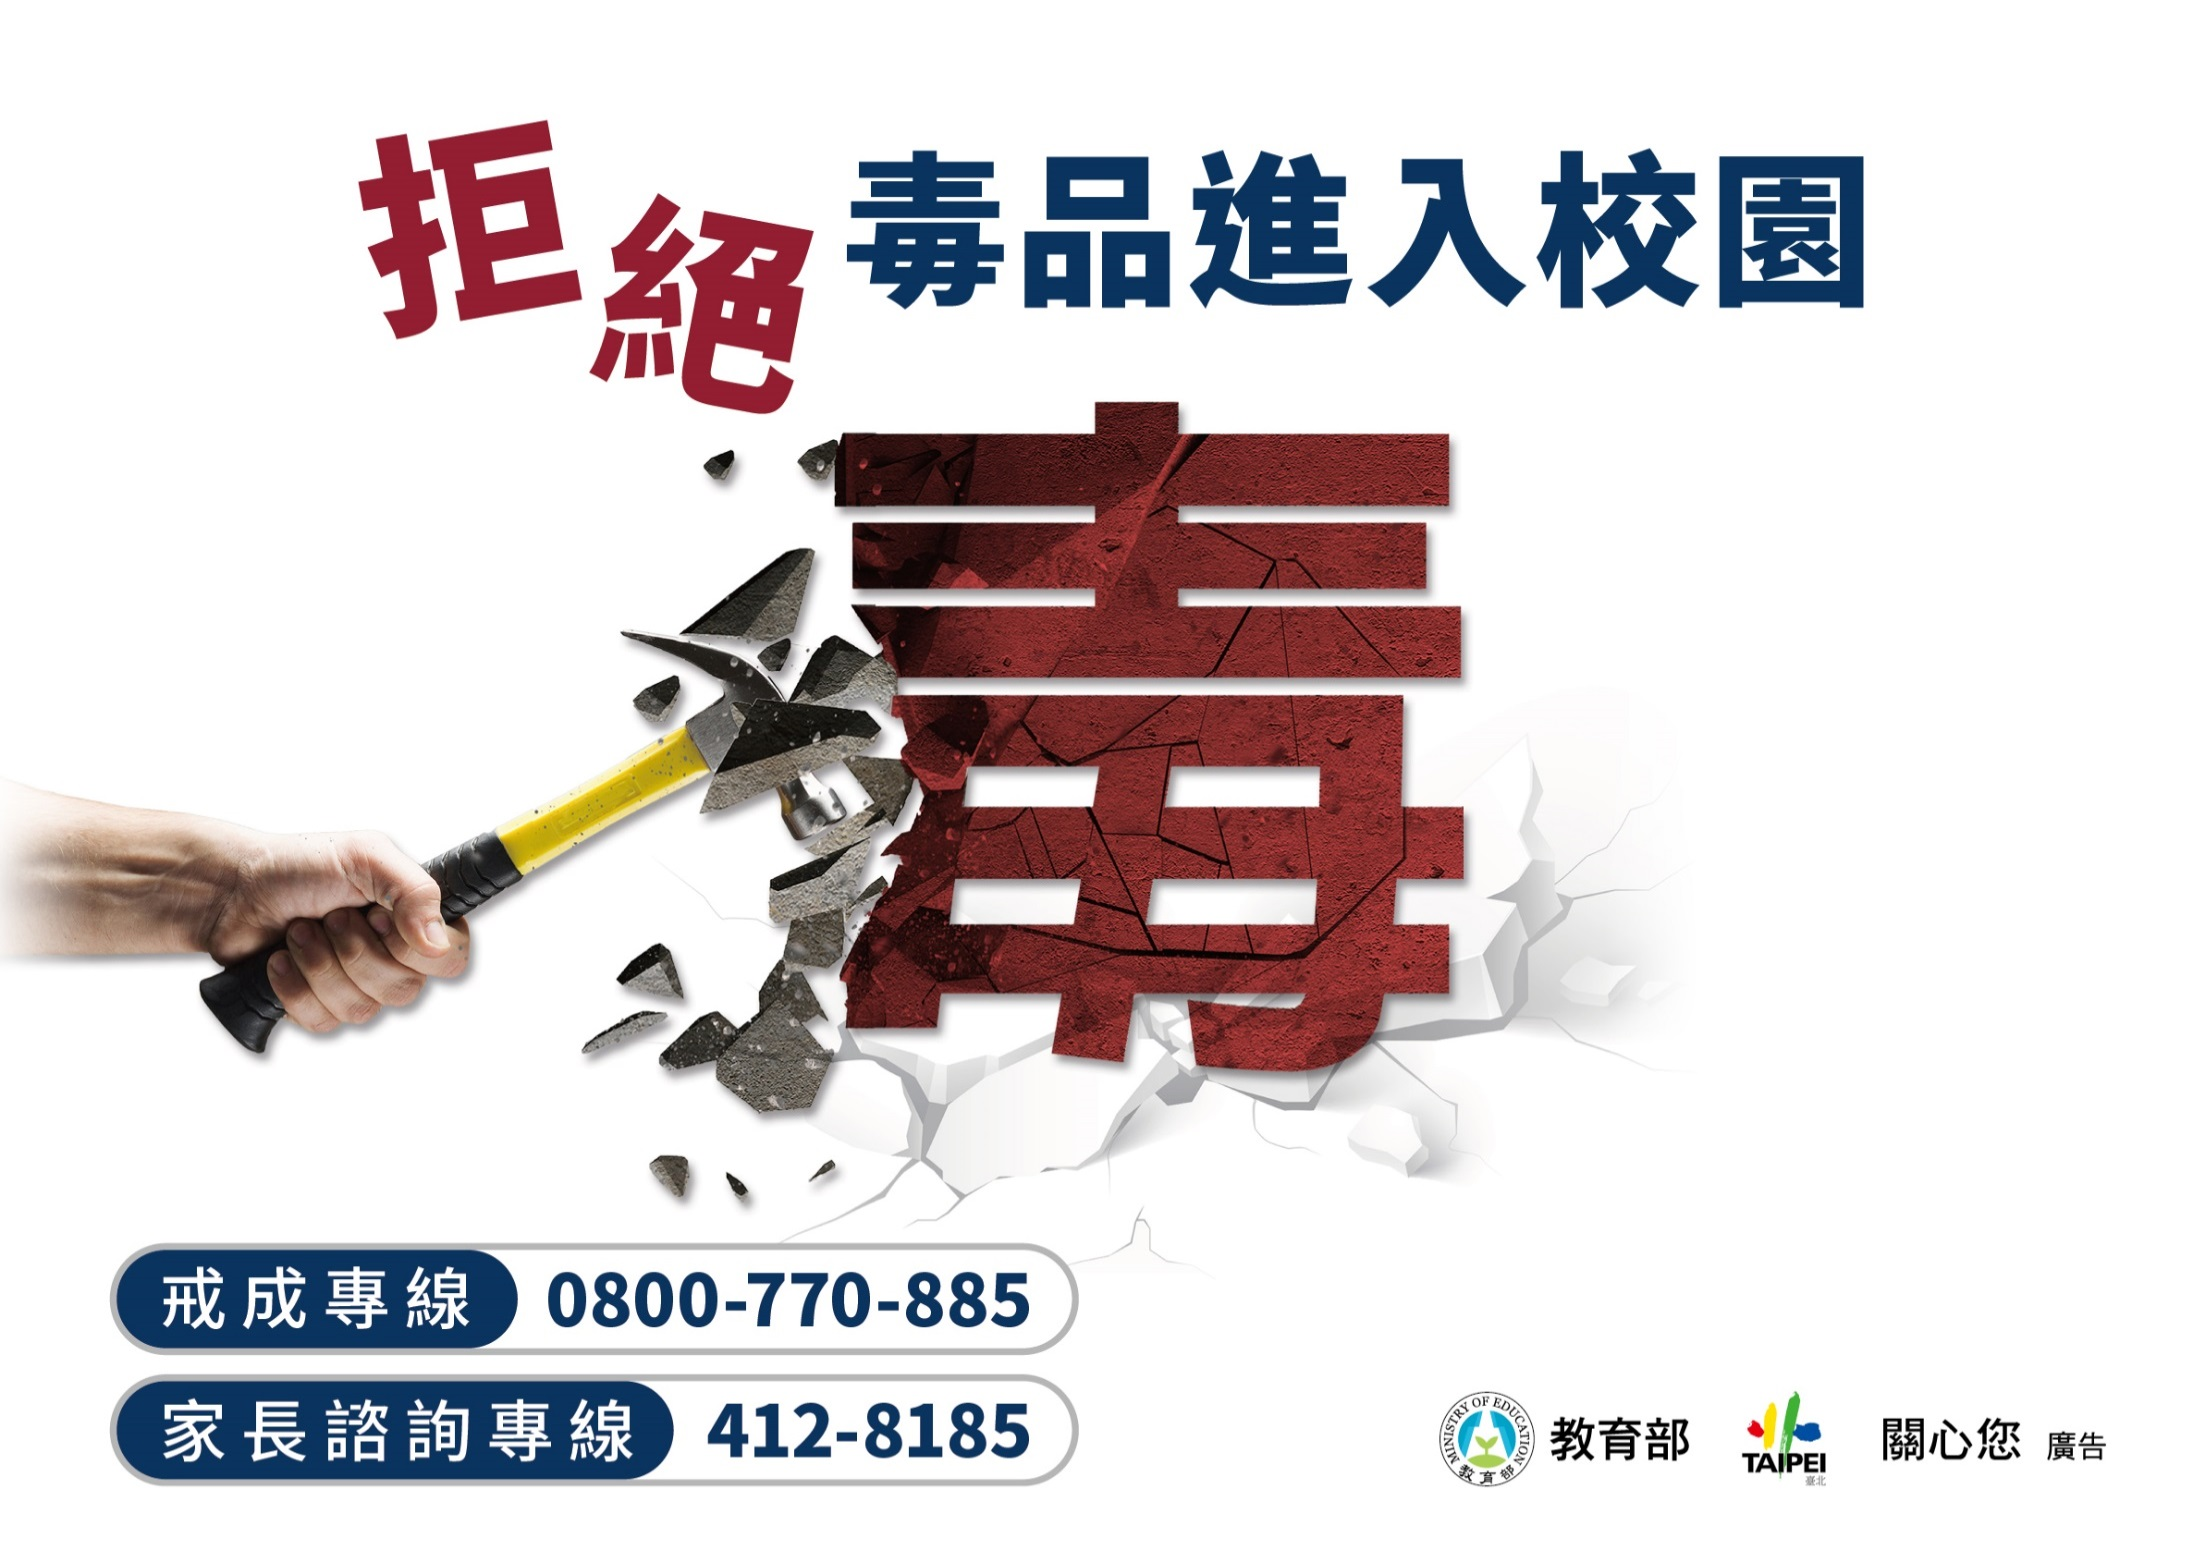 拒絕毒品進入校園
毒
戒成專線 0800-770-885
家長諮詢專線 412-8185
MINISTRY OF EDUCATION
教育部
教育部
TAIPEI
臺北
關心您 廣告